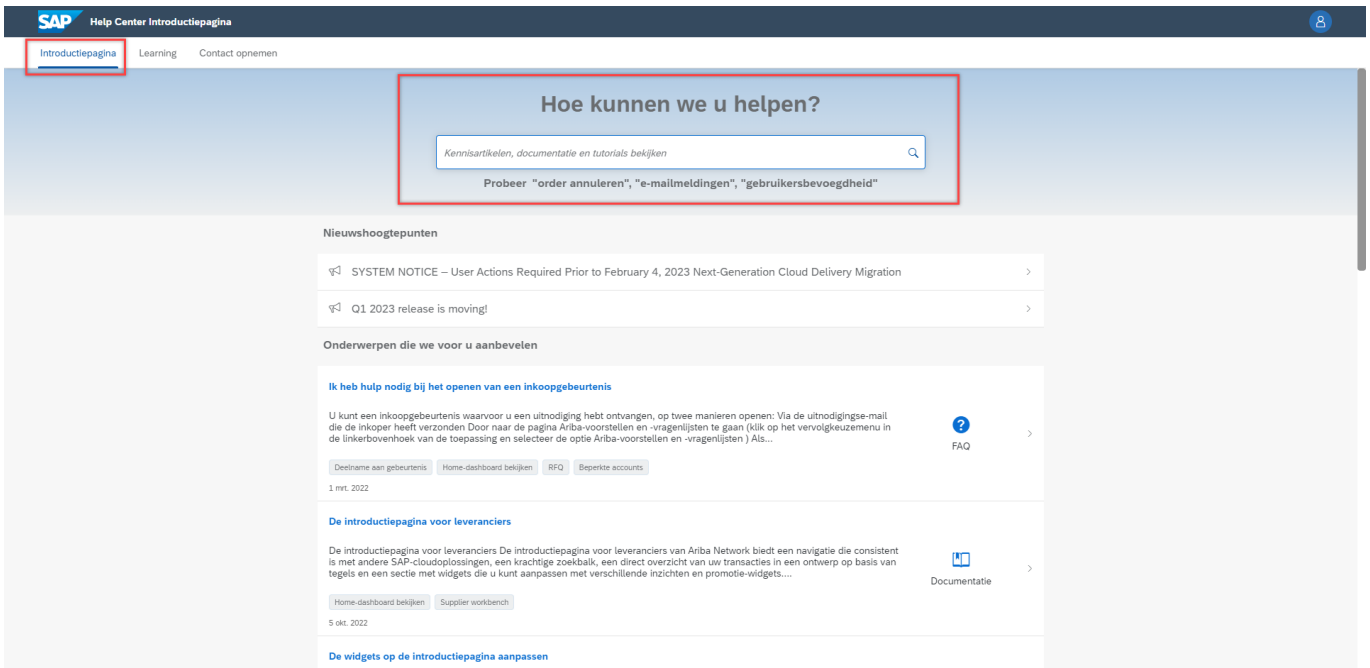 SAP Help Center Introductiepagina
Introductiepagina Learning Contact opnemen
Hoe kunnen we u helpen?
Kennisartikelen, documentatie en tutorials bekijken
Probeer "order annuleren", "e-mailmeldingen", "gebruikersbevoegdheid"
Nieuwshoogtepunten
SYSTEM NOTICE – User Actions Required Prior to February 4, 2023 Next-Generation Cloud Delivery Migration
Q1 2023 release is moving!
Onderwerpen die we voor u aanbevelen
Ik heb hulp nodig bij het openen van een inkoopgebeurtenis
U kunt een inkoopgebeurtenis waarvoor u een uitnodiging hebt ontvangen, op twee manieren openen: Via de uitnodigingse-mail
die de inkoper heeft verzonden Door naar de pagina Ariba-voorstellen en -vragenlijsten te gaan (klik op het vervolgkeuzemenu in
de linkerbovenhoek van de toepassing en selecteer de optie Ariba-voorstellen en -vragenlijsten ) Als...
FAQ
Deelname aan gebeurtenis Home-dashboard bekijken RFQ Beperkte accounts
1 mrt. 2022
De introductiepagina voor leveranciers
De introductiepagina voor leveranciers De introductiepagina voor leveranciers van Ariba Network biedt een navigatie die consistent
is met andere SAP-cloudoplossingen, een krachtige zoekbalk, een direct overzicht van uw transacties in een ontwerp op basis van
tegels en een sectie met widgets die u kunt aanpassen met verschillende inzichten en promotie-widgets....
Documentatie
Home-dashboard bekijken Supplier workbench
5 okt. 2022
De widgets op de introductiepagina aanpassen